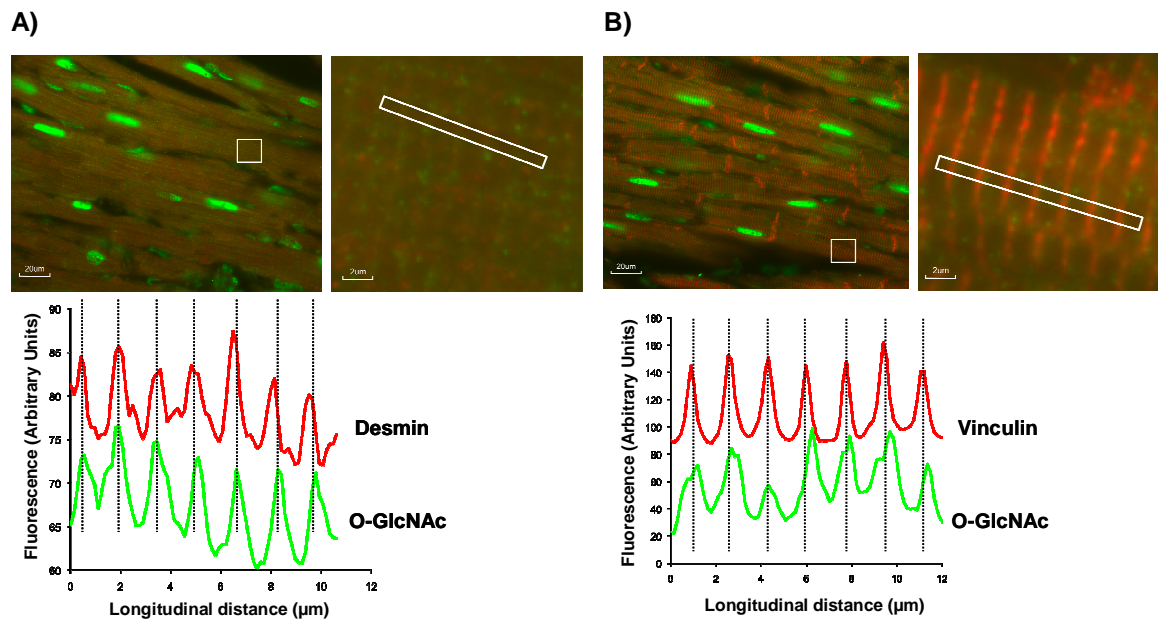 A)
B)
20um
2um
20um
2um
Fluorescence (Arbitrary Units)
90
85
80
75
70
65
60
0 2 4 6 8 10 12
Longitudinal distance (µm)
Desmin
O-GlcNAc
Fluorescence (Arbitrary Units)
180
160
140
120
100
80
60
40
20
0
0 2 4 6 8 10 12
Longitudinal distance (µm)
Vinculin
O-GlcNAc